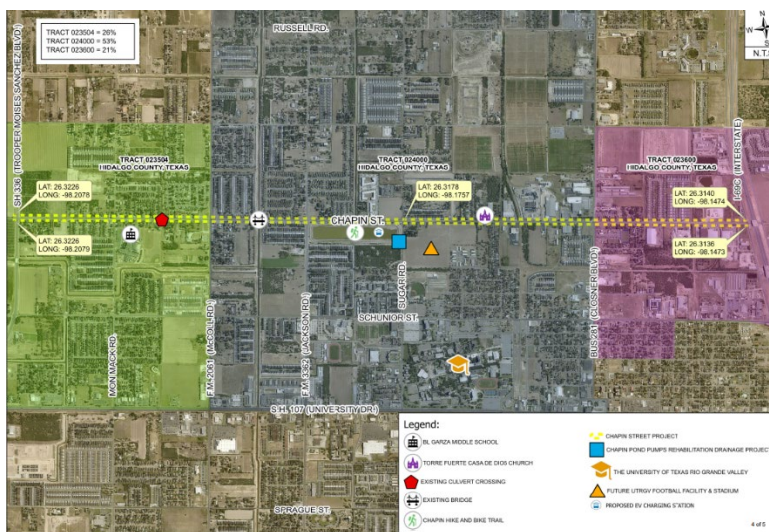 TRACT 023504 = 26%
TRACT 024000 = 53%
TRACT 023600 = 21%
RUSSELL RD.
N
W
S
N.T.S
SH 336 (TROOPER MOISES SANCHEZ BLVD)
I-69C (INTERSTATE)
TRACT 023504
HIDALGO COUNTY, TEXAS
TRACT 024000
HIDALGO COUNTY, TEXAS
TRACT 023600
HIDALGO COUNTY, TEXAS
LAT: 26.3226
LONG: -98.2078
LAT: 26.3178
LONG: -98.1757
LAT: 26.3140
LONG: -98.1474
CHAPIN ST.
LAT: 26.3226
LONG: -98.2079
LAT: 26.3136
LONG: -98.1473
SUGAR RD.
MON MACK RD.
F.M. 2061 (McCOLL RD.)
F.M. 3362 (JACKSON RD.)
BUS 281 (CLOSNER BLVD.)
SCHUNIOR ST.
S.H. 107 (UNIVERSITY DR.)
SPRAGUE ST.
Legend:
BL GARZA MIDDLE SCHOOL
TORRE FUERTE CASA DE DIOS CHURCH
EXISTING CULVERT CROSSING
EXISTING BRIDGE
CHAPIN HIKE AND BIKE TRAIL
CHAPIN STREET PROJECT
CHAPIN POND PUMPS REHABILITATION DRAINAGE PROJECT
THE UNIVERSITY OF TEXAS RIO GRANDE VALLEY
FUTURE UTRGV FOOTBALL FACILITY & STADIUM
PROPOSED EV CHARGING STATION
4 of 5